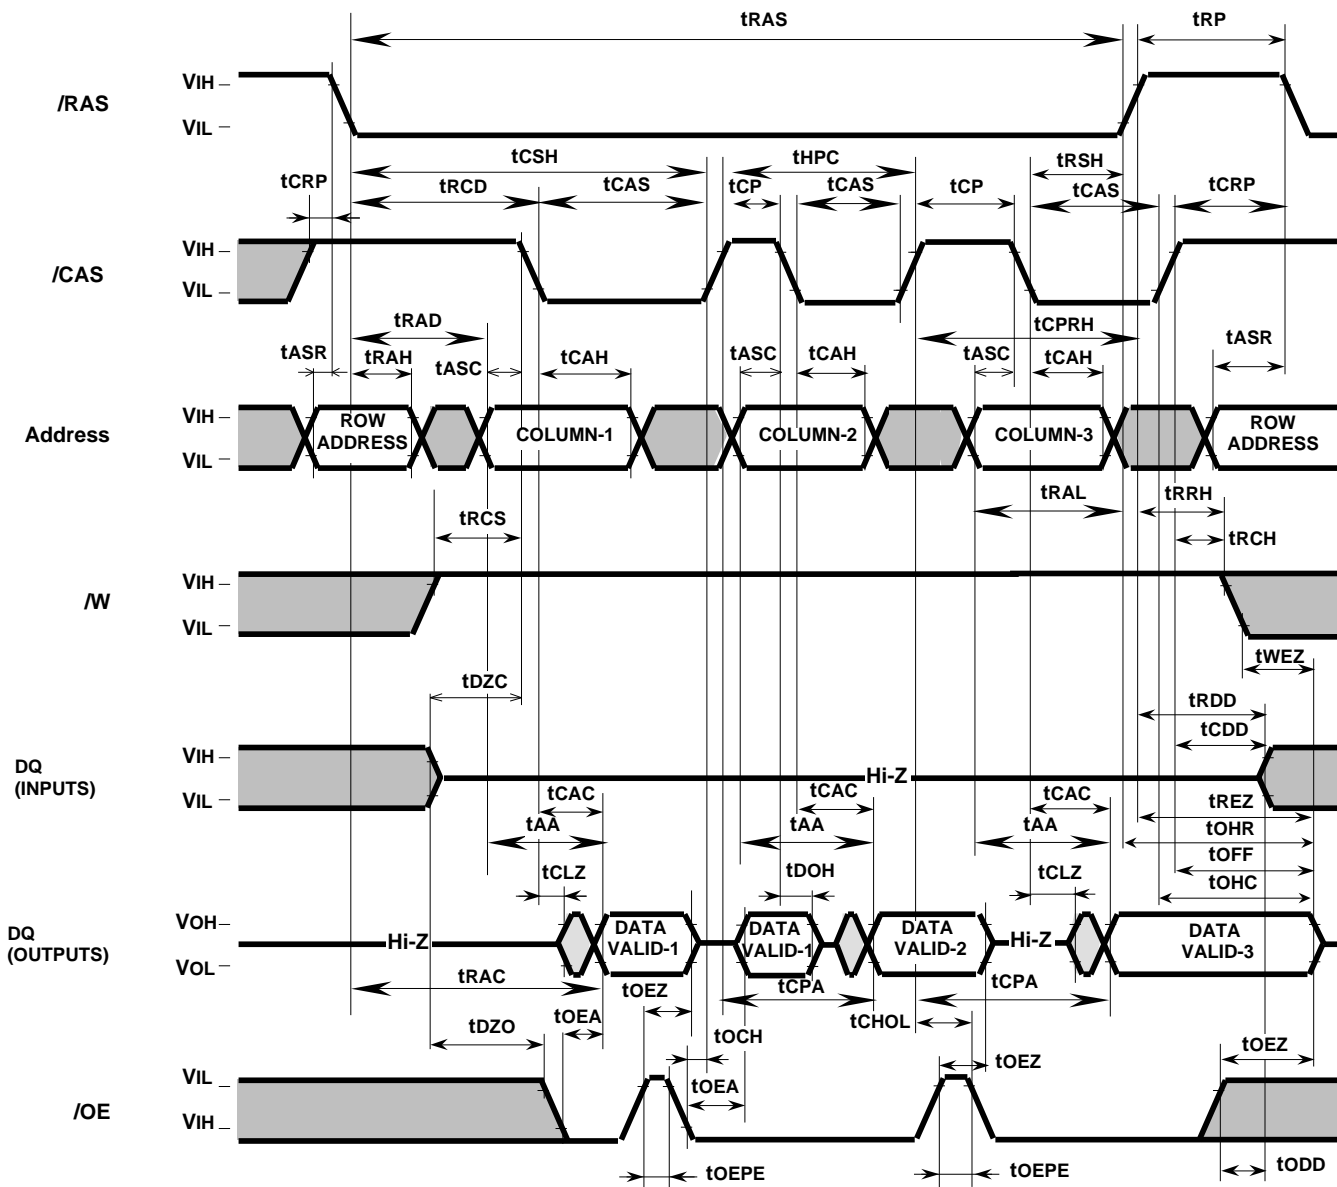 tRAS
tRP
/RAS
VIH
VIL
tCSH
tHPC
tRSH
tCRP
tRCD
tCAS
tCP
tCAS
tCP
tCAS
tCRP
/CAS
VIH
VIL
tRAD
tCPRH
tASR
tRAH
tASC
tCAH
tASC
tCAH
tASC
tCAH
tASR
Address
VIH
VIL
ROW
ADDRESS
COLUMN-1
COLUMN-2
COLUMN-3
ROW
ADDRESS
tRCS
tRAL
tRRH
tRCH
/W
VIH
VIL
tWEZ
tDZC
tRDD
tCDD
DQ
(INPUTS)
VIH
VIL
Hi-Z
tCAC
tCAC
tCAC
tREZ
tAA
tAA
tAA
tOHR
tCLZ
tDOH
tCLZ
tOFF
tOHC
DQ
(OUTPUTS)
VOH
VOL
Hi-Z
DATA
VALID-1
DATA
VALID-1
DATA
VALID-2
Hi-Z
DATA
VALID-3
tRAC
tOEZ
tCPA
tCPA
tDZO
tOEA
tOCH
tCHOL
tOEZ
tOEZ
tOEA
/OE
VIL
VIH
tOEPE
tOEPE
tODD